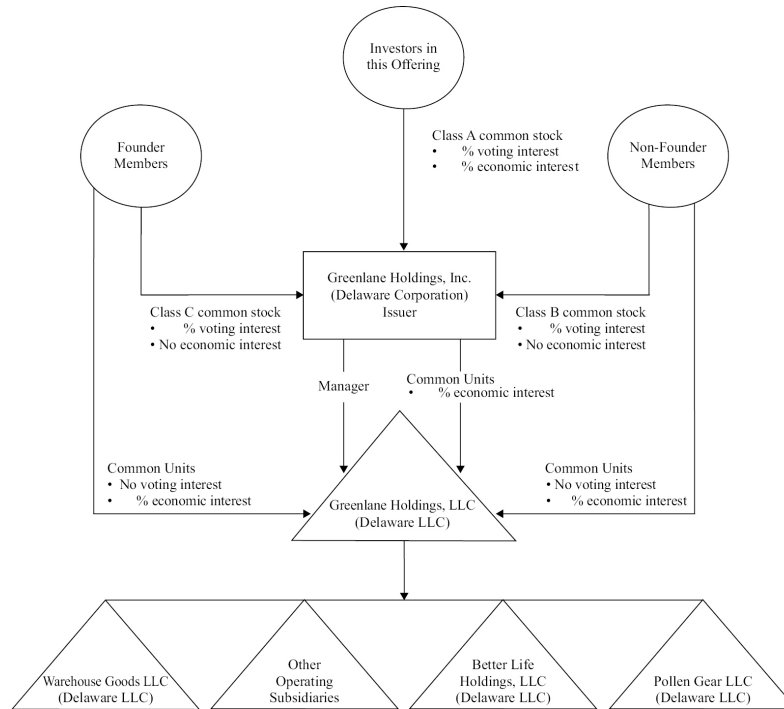 Investors in
this Offering
Founder
Members
Class A common stock
• % voting interest
• % economic interest
Non-Founder
Members
Greenlane Holdings, Inc.
(Delaware Corporation)
Issuer
Class C common stock
• % voting interest
• No economic interest
Class B common stock
• % voting interest
• No economic interest
Manager
Common Units
• % economic interest
Common Units
• No voting interest
• % economic interest
Common Units
• No voting interest
• % economic interest
Greenlane Holdings, LLC
(Delaware LLC)
Warehouse Goods LLC
(Delaware LLC)
Other
Operating
Subsidiaries
Better Life
Holdings, LLC
(Delaware LLC)
Pollen Gear LLC
(Delaware LLC)